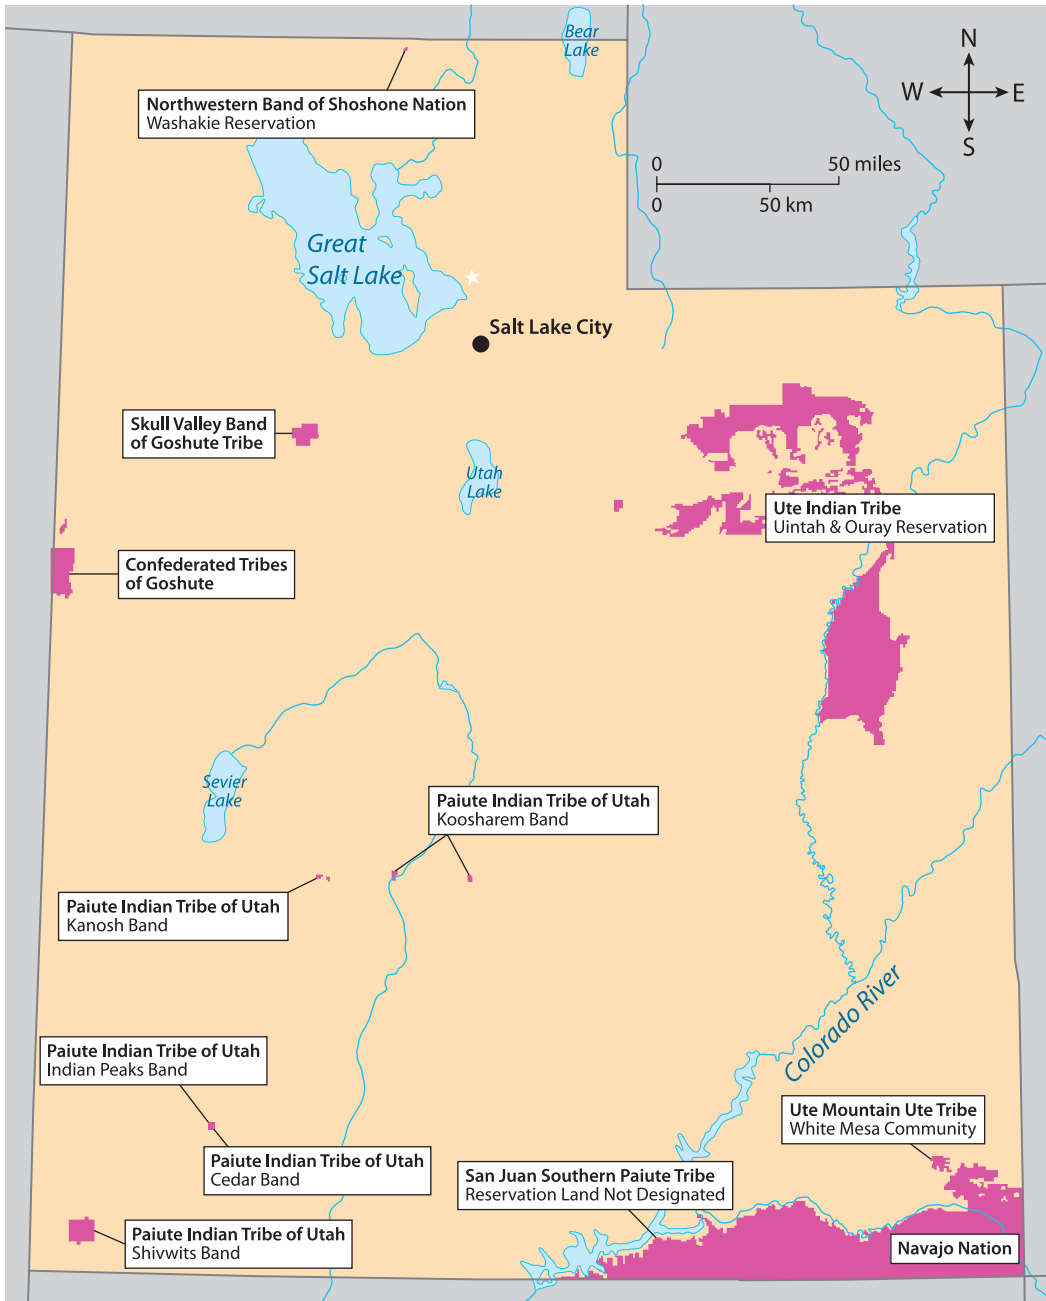 Bear
Lake
N
W
E
S
Northwestern Band of Shoshone Nation
Washakie Reservation
0
50 miles
0
50 km
Great
Salt Lake
Salt Lake City
Skull Valley Band
of Goshute Tribe
Utah
Lake
Ute Indian Tribe
Uintah & Ouray Reservation
Confederated Tribes
of Goshute
Sevier
Lake
Paiute Indian Tribe of Utah
Koosharem Band
Paiute Indian Tribe of Utah
Kanosh Band
Colorado River
Paiute Indian Tribe of Utah
Indian Peaks Band
Ute Mountain Ute Tribe
White Mesa Community
Paiute Indian Tribe of Utah
Cedar Band
San Juan Southern Paiute Tribe
Reservation Land Not Designated
Paiute Indian Tribe of Utah
Shivwits Band
Navajo Nation